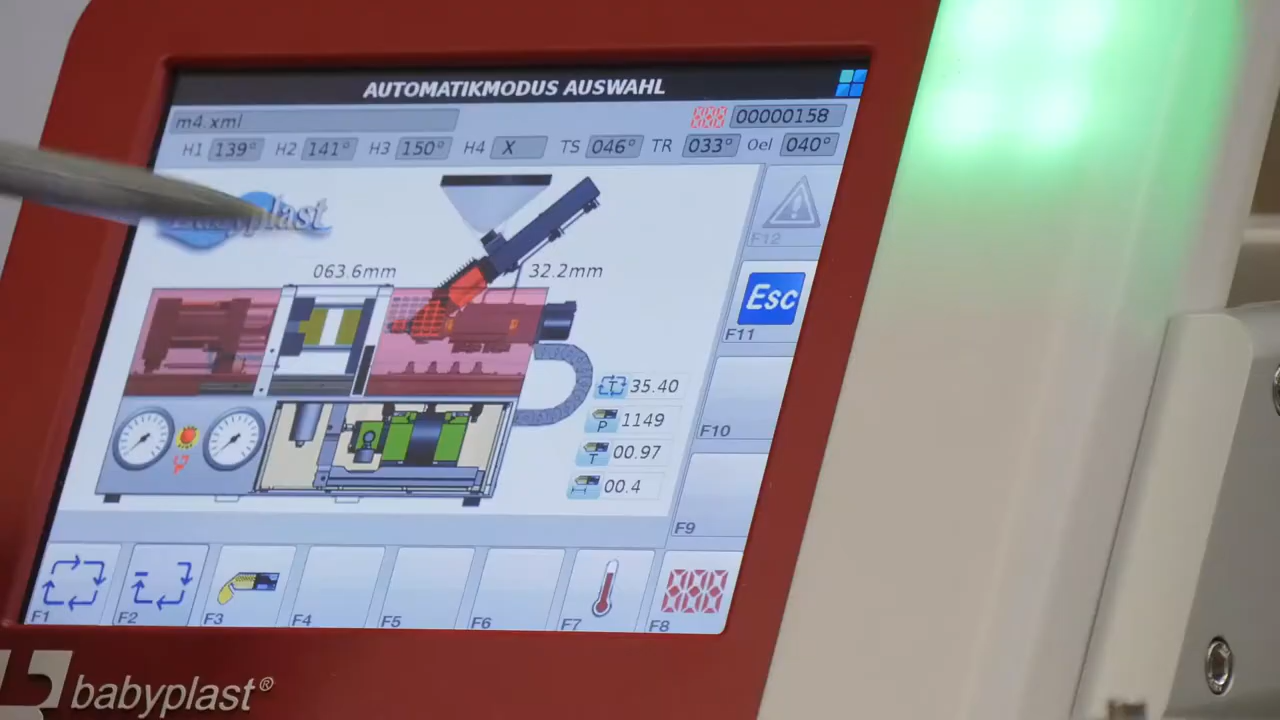 AUTOMATIKMODUS AUSWAHL
m4.xml 00000158
H1 139° H2 141° H3 150° H4 X TS 046° TR 033° Oel 040°
Babyplast
F12
063.6mm 32.2mm
Esc
F11
T 35.40
P 1149
F10
T 00.97
00.4
F9
F1 F2 F3 F4 F5 F6 F7 F8
babyplast®